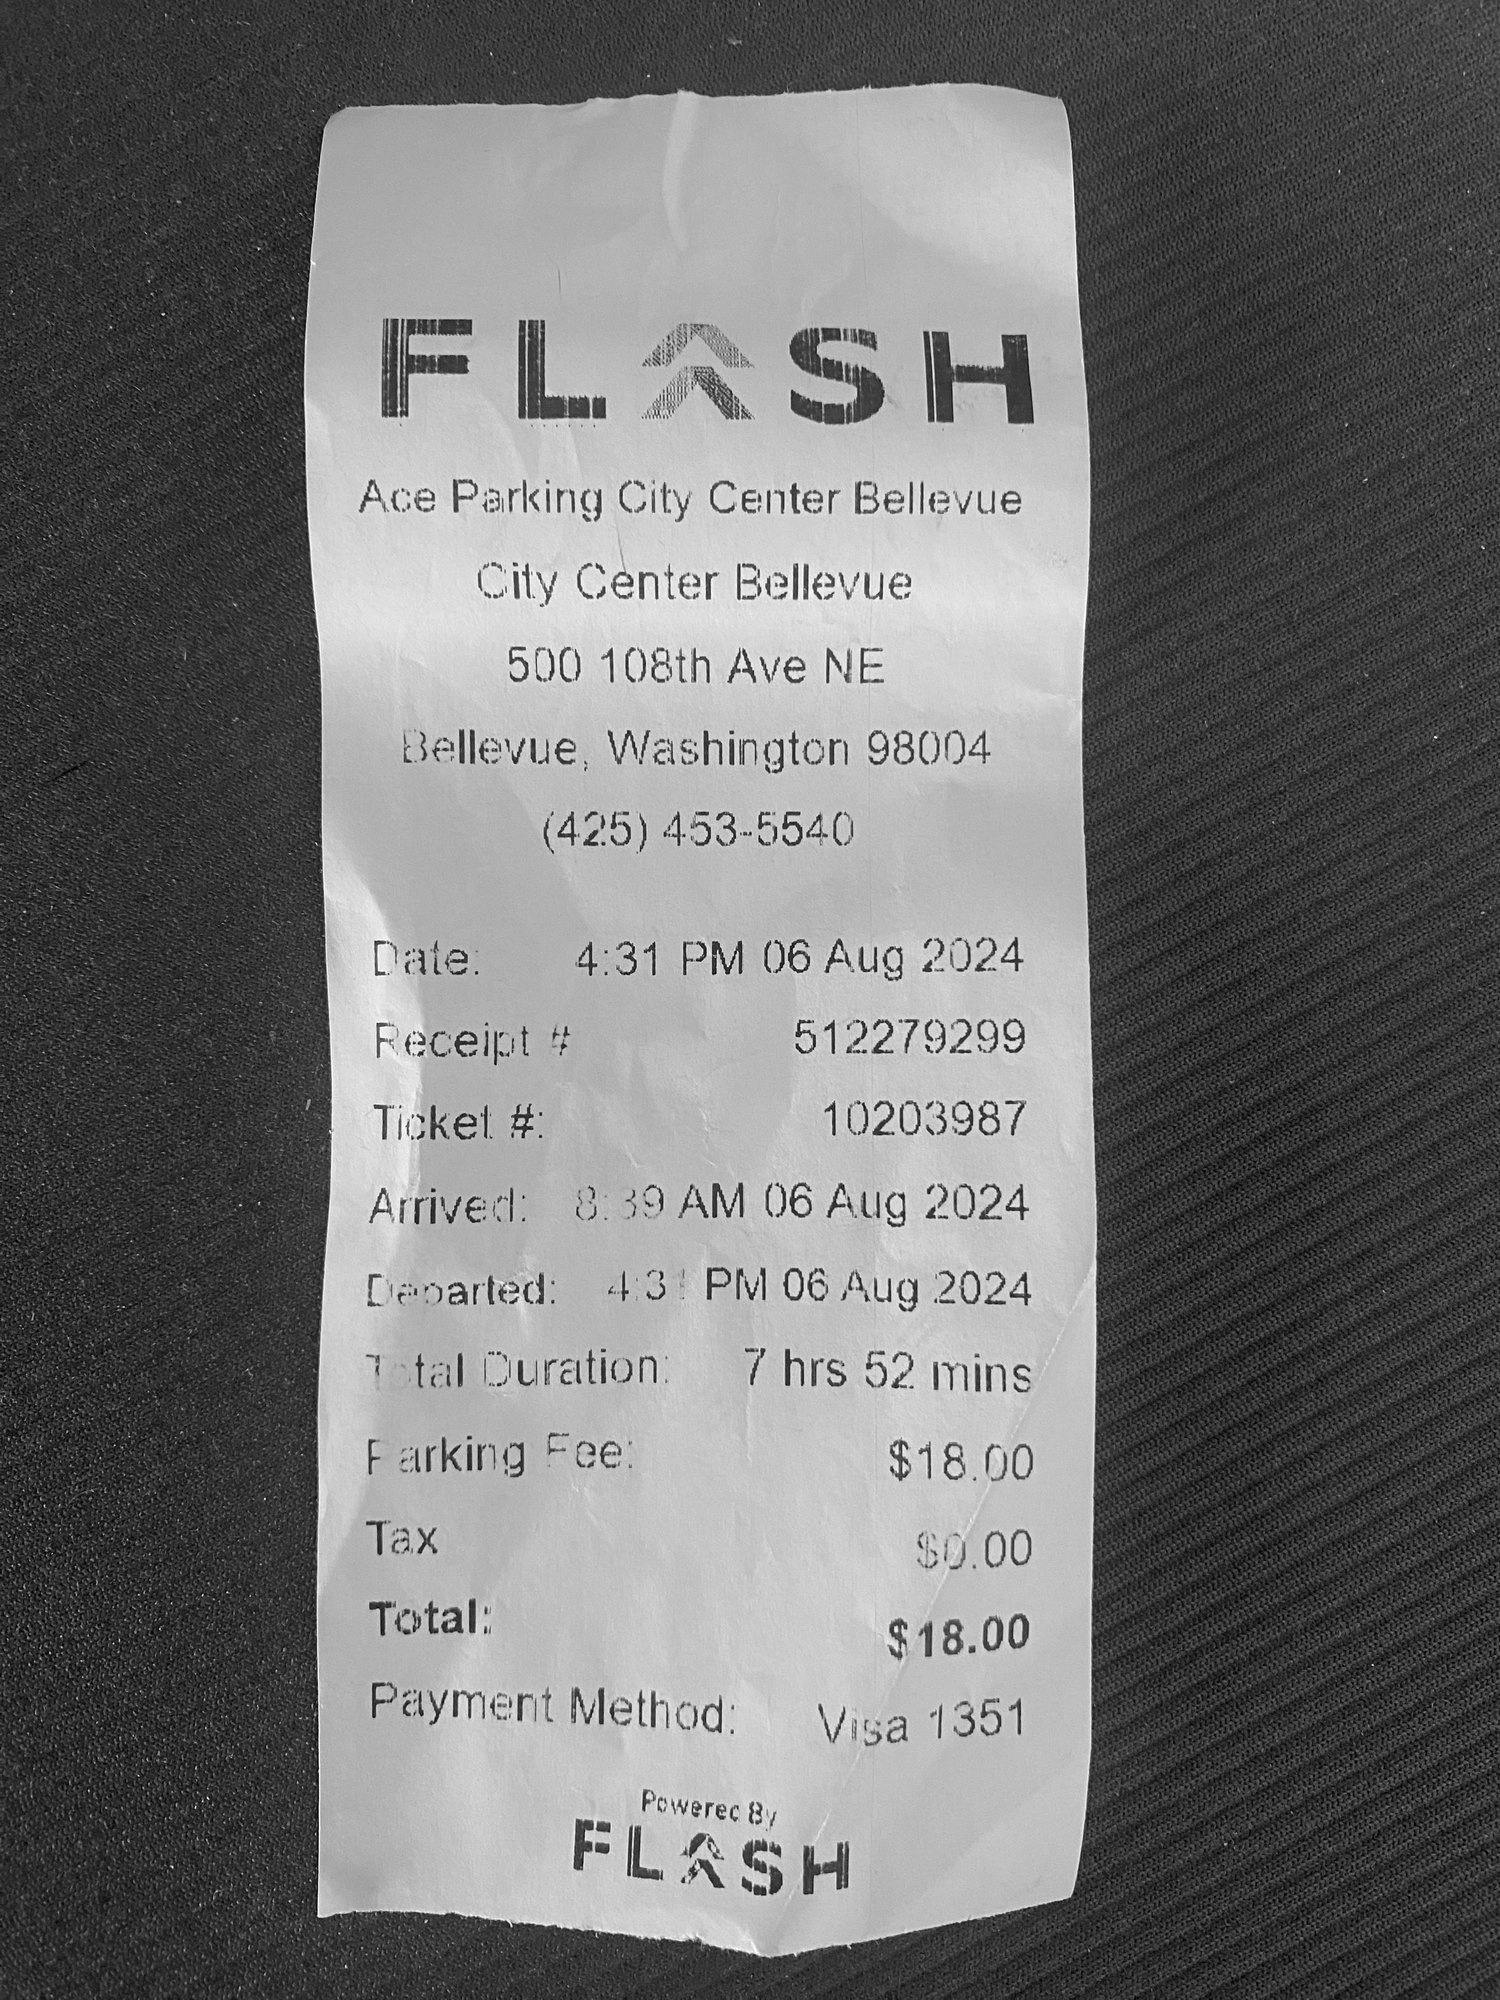 FLASH
Ace Parking City Center Bellevue
City Center Bellevue
500 108th Ave NE
Bellevue, Washington 98004
(425) 453-5540
Date: 4:31 PM 06 Aug 2024
Receipt # 512279299
Ticket #: 10203987
Arrived: 8:39 AM 06 Aug 2024
Departed: 4:31 PM 06 Aug 2024
Total Duration: 7 hrs 52 mins
Parking Fee: $18.00
Tax $0.00
Total: $18.00
Payment Method: Visa 1351
Powered By
FLASH